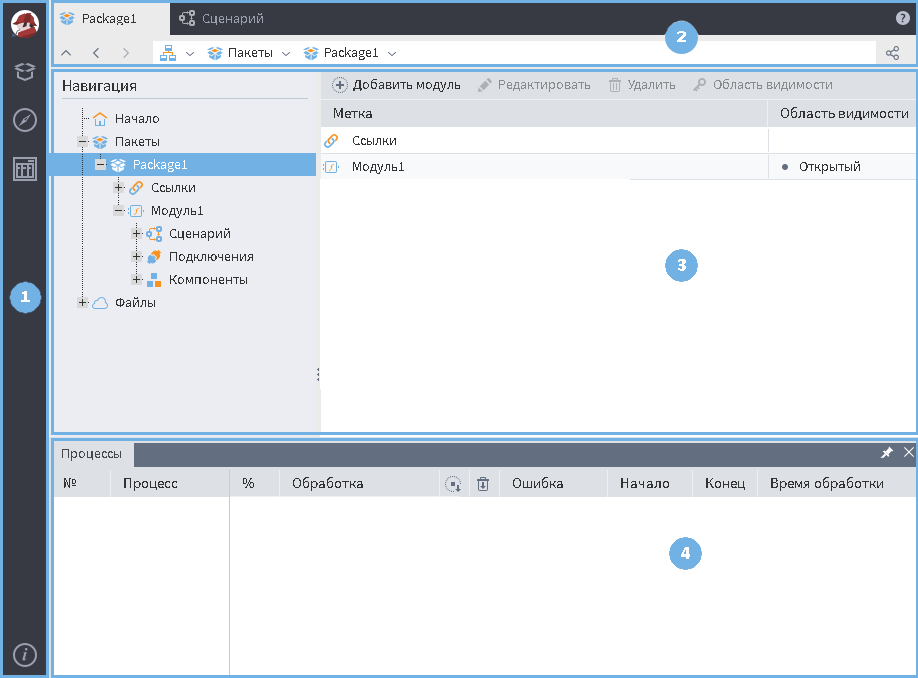 Package1 Сценарий ?
2
Пакеты Package1
Навигация
Добавить модуль Редактировать Удалить Область видимости
Метка Область видимости
Начало
Пакеты
Package1
Ссылки
Модуль1
Сценарий
Подключения
Компоненты
Файлы
Ссылки
Модуль1 Открытый
3
1
Процессы
№ Процесс % Обработка Ошибка Начало Конец Время обработки
4
i